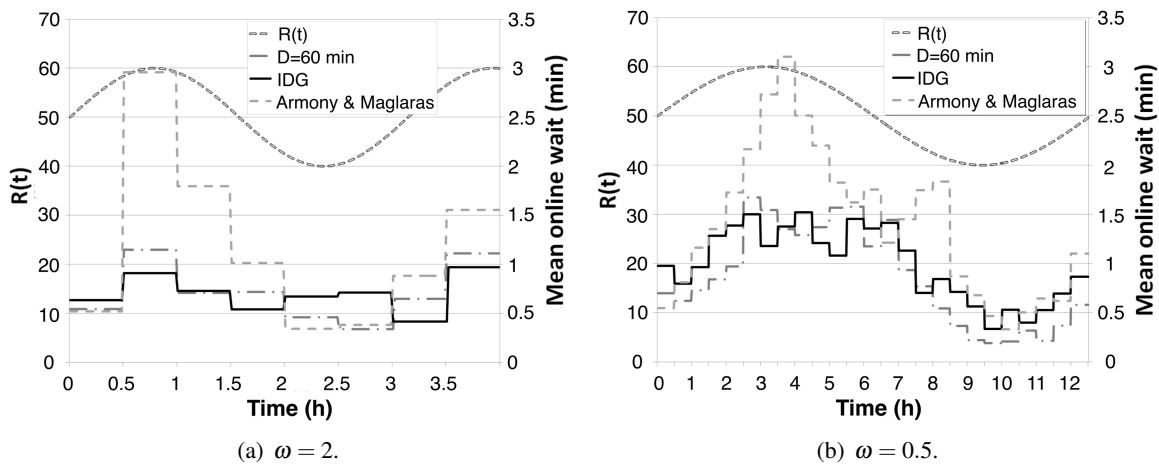 70
60
50
40
30
20
10
0
R(t)
3.5
3
2.5
2
1.5
1
0.5
0
Mean online wait (min)
R(t)
D=60 min
IDG
Armony & Maglaras
0 0.5 1 1.5 2 2.5 3 3.5
Time (h)
(a) ω = 2.
70
60
50
40
30
20
10
0
R(t)
3.5
3
2.5
2
1.5
1
0.5
0
Mean online wait (min)
R(t)
D=60 min
IDG
Armony & Maglaras
0 1 2 3 4 5 6 7 8 9 10 11 12
Time (h)
(b) ω = 0.5.